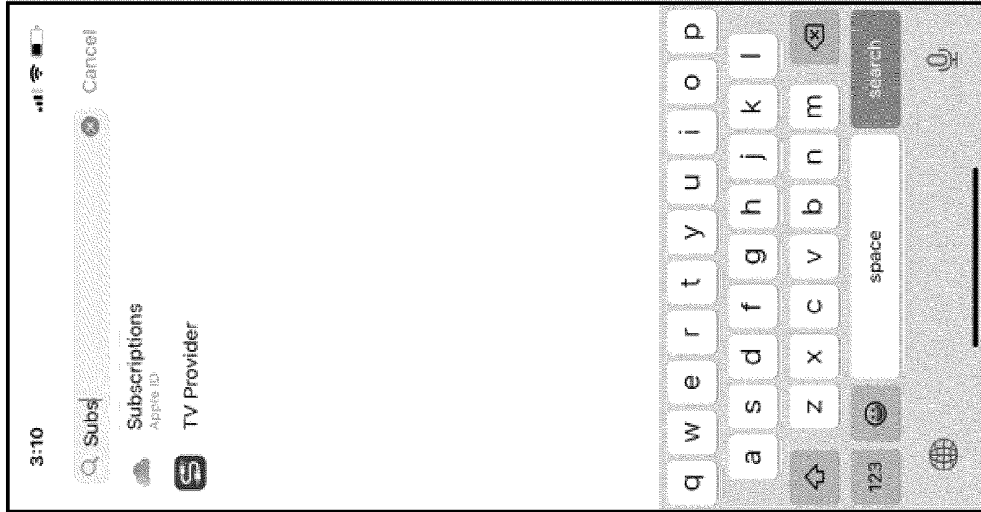 3:10
Subs
Cancel
Subscriptions
Apple ID
TV Provider
q w e r t y u i o p
a s d f g h j k l
z x c v b n m
123
space
search